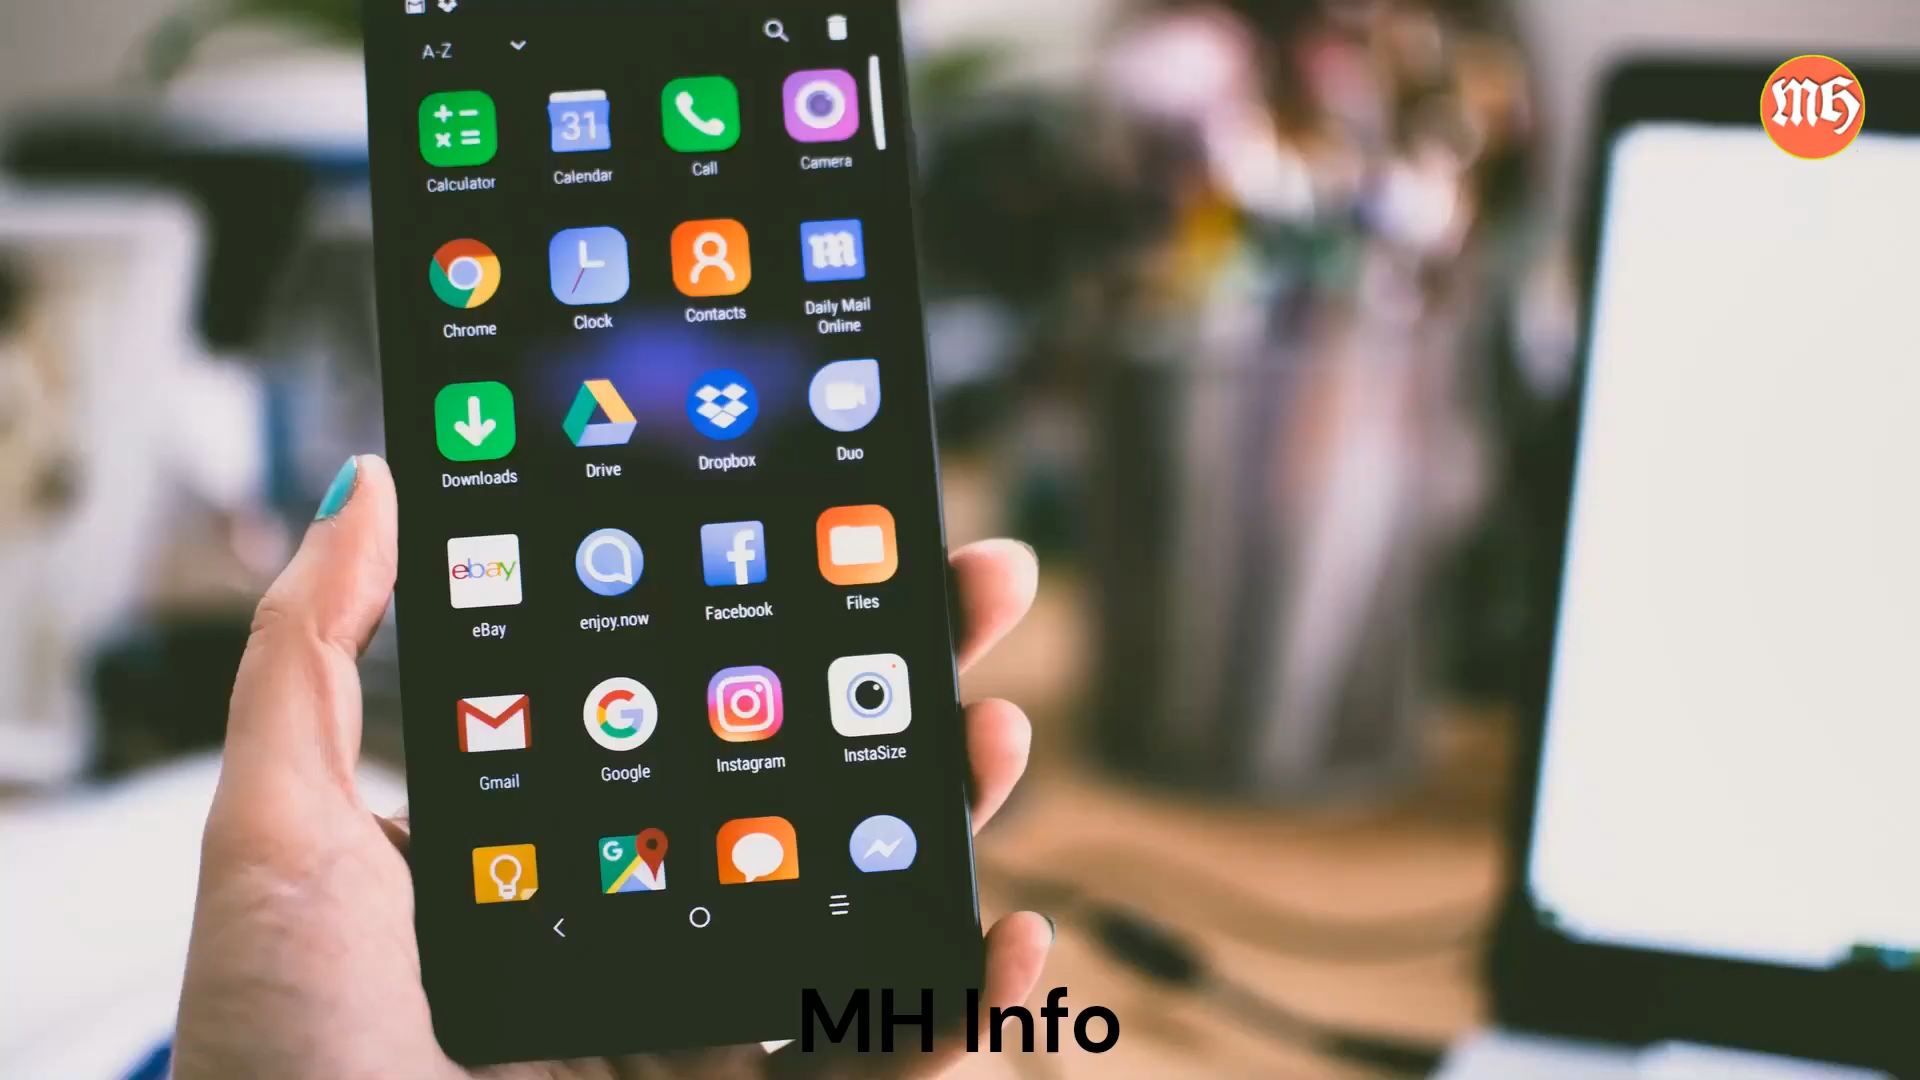 A-Z
MH
31
Calculator
Calendar
Call
Camera
m
Chrome
Clock
Contacts
Daily Mail
Online
Downloads
Drive
Dropbox
Duo
ebay
eBay
enjoy.now
Facebook
Files
Gmail
Google
Instagram
InstaSize
G
MH Info